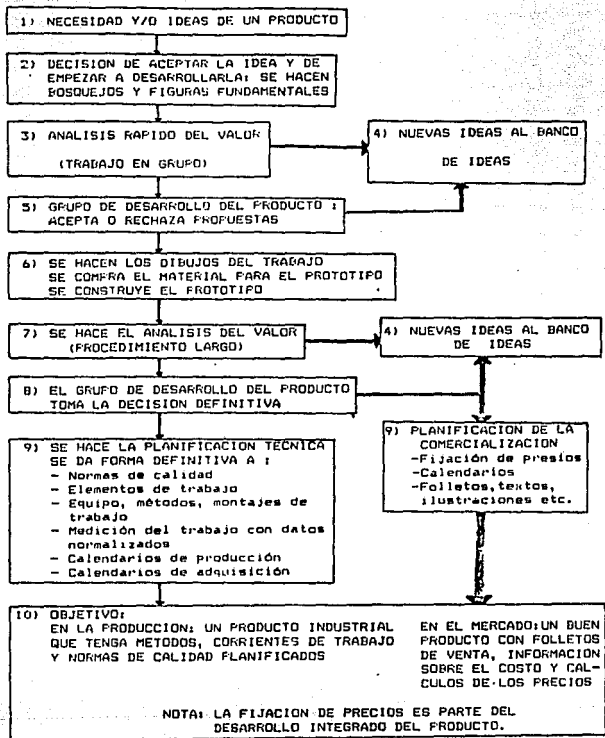 1) NECESIDAD Y/O IDEAS DE UN PRODUCTO
2) DECISION DE ACEPTAR LA IDEA Y DE
EMPEZAR A DESARROLLARLA: SE HACEN
BOSQUEJOS Y FIGURAS FUNDAMENTALES
3) ANALISIS RAPIDO DEL VALOR
(TRABAJO EN GRUPO)
4) NUEVAS IDEAS AL BANCO
DE IDEAS
5) GRUPO DE DESARROLLO DEL PRODUCTO :
ACEPTA O RECHAZA PROPUESTAS
6) SE HACEN LOS DIBUJOS DEL TRABAJO
SE COMPRA EL MATERIAL PARA EL PROTOTIPO
SE CONSTRUYE EL PROTOTIPO
7) SE HACE EL ANALISIS DEL VALOR
(PROCEDIMIENTO LARGO)
4) NUEVAS IDEAS AL BANCO
DE IDEAS
8) EL GRUPO DE DESARROLLO DEL PRODUCTO
TOMA LA DECISION DEFINITIVA
9) SE HACE LA PLANIFICACION TECNICA
SE DA FORMA DEFINITIVA A :
- Normas de calidad
- Elementos de trabajo
- Equipo, métodos, montajes de
trabajo
- Medición del trabajo con datos
normalizados
- Calendarios de producción
- Calendarios de adquisición
9) PLANIFICACION DE LA
COMERCIALIZACION
-Fijación de presios
-Calendarios
-Folletos, textos,
ilustraciones etc.
10) OBJETIVO:
EN LA PRODUCCION: UN PRODUCTO INDUSTRIAL
QUE TENGA METODOS, CORRIENTES DE TRABAJO
Y NORMAS DE CALIDAD PLANIFICADOS
EN EL MERCADO: UN BUEN
PRODUCTO CON FOLLETOS
DE VENTA, INFORMACION
SOBRE EL COSTO Y CAL-
CULOS DE LOS PRECIOS
NOTA: LA FIJACION DE PRECIOS ES PARTE DEL
DESARROLLO INTEGRADO DEL PRODUCTO.